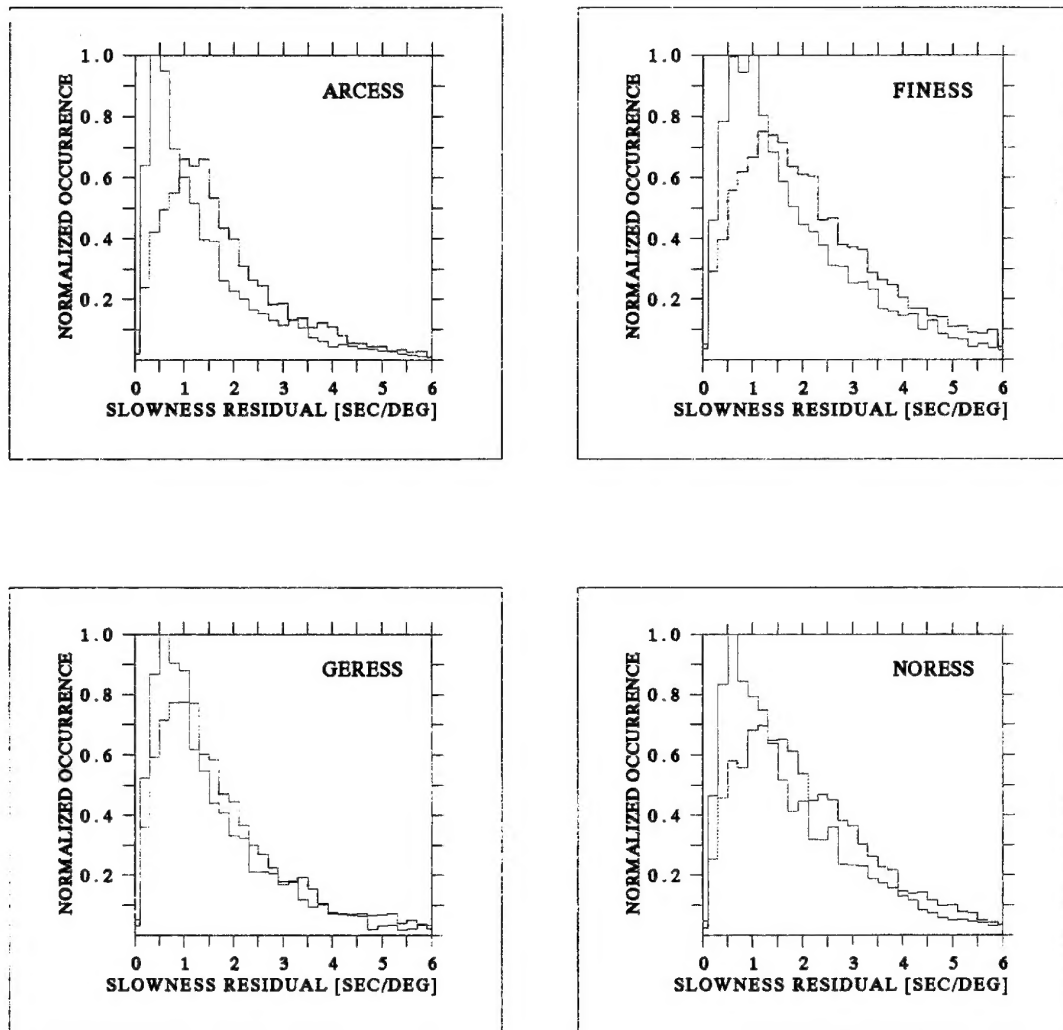 ARCESS
NORMALIZED OCCURRENCE
1.0
0.8
0.6
0.4
0.2
0 1 2 3 4 5 6
SLOWNESS RESIDUAL [SEC/DEG]
FINESS
NORMALIZED OCCURRENCE
1.0
0.8
0.6
0.4
0.2
0 1 2 3 4 5 6
SLOWNESS RESIDUAL [SEC/DEG]
GERESS
NORMALIZED OCCURRENCE
1.0
0.8
0.6
0.4
0.2
0 1 2 3 4 5 6
SLOWNESS RESIDUAL [SEC/DEG]
NORESS
NORMALIZED OCCURRENCE
1.0
0.8
0.6
0.4
0.2
0 1 2 3 4 5 6
SLOWNESS RESIDUAL [SEC/DEG]